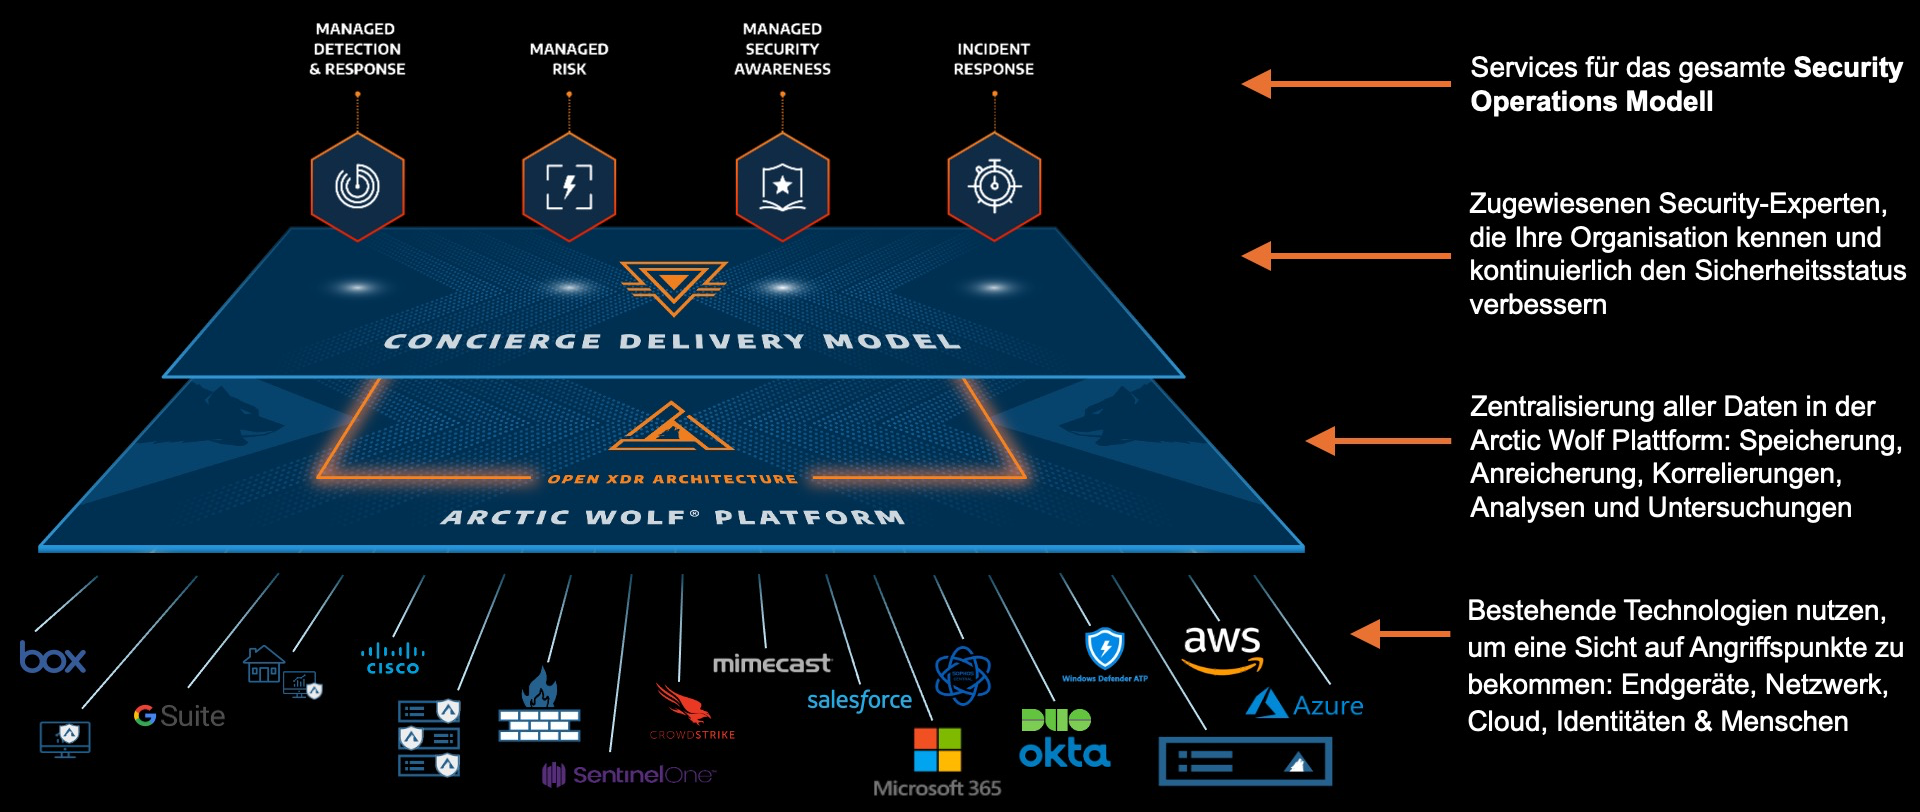 MANAGED
DETECTION
& RESPONSE
MANAGED
RISK
MANAGED
SECURITY
AWARENESS
INCIDENT
RESPONSE
Services für das gesamte Security
Operations Modell
Zugewiesenen Security-Experten,
die Ihre Organisation kennen und
kontinuierlich den Sicherheitsstatus
verbessern
CONCIERGE DELIVERY MODEL
Zentralisierung aller Daten in der
Arctic Wolf Plattform: Speicherung,
Anreicherung, Korrelierungen,
Analysen und Untersuchungen
OPEN XDR ARCHITECTURE
ARCTIC WOLF® PLATFORM
Bestehende Technologien nutzen,
um eine Sicht auf Angriffspunkte zu
bekommen: Endgeräte, Netzwerk,
Cloud, Identitäten & Menschen
box
G Suite
CISCO
SentinelOne
CROWDSTRIKE
mimecast
salesforce
Microsoft 365
SOPHOS
DUO
okta
Windows Defender ATP
aws
Azure